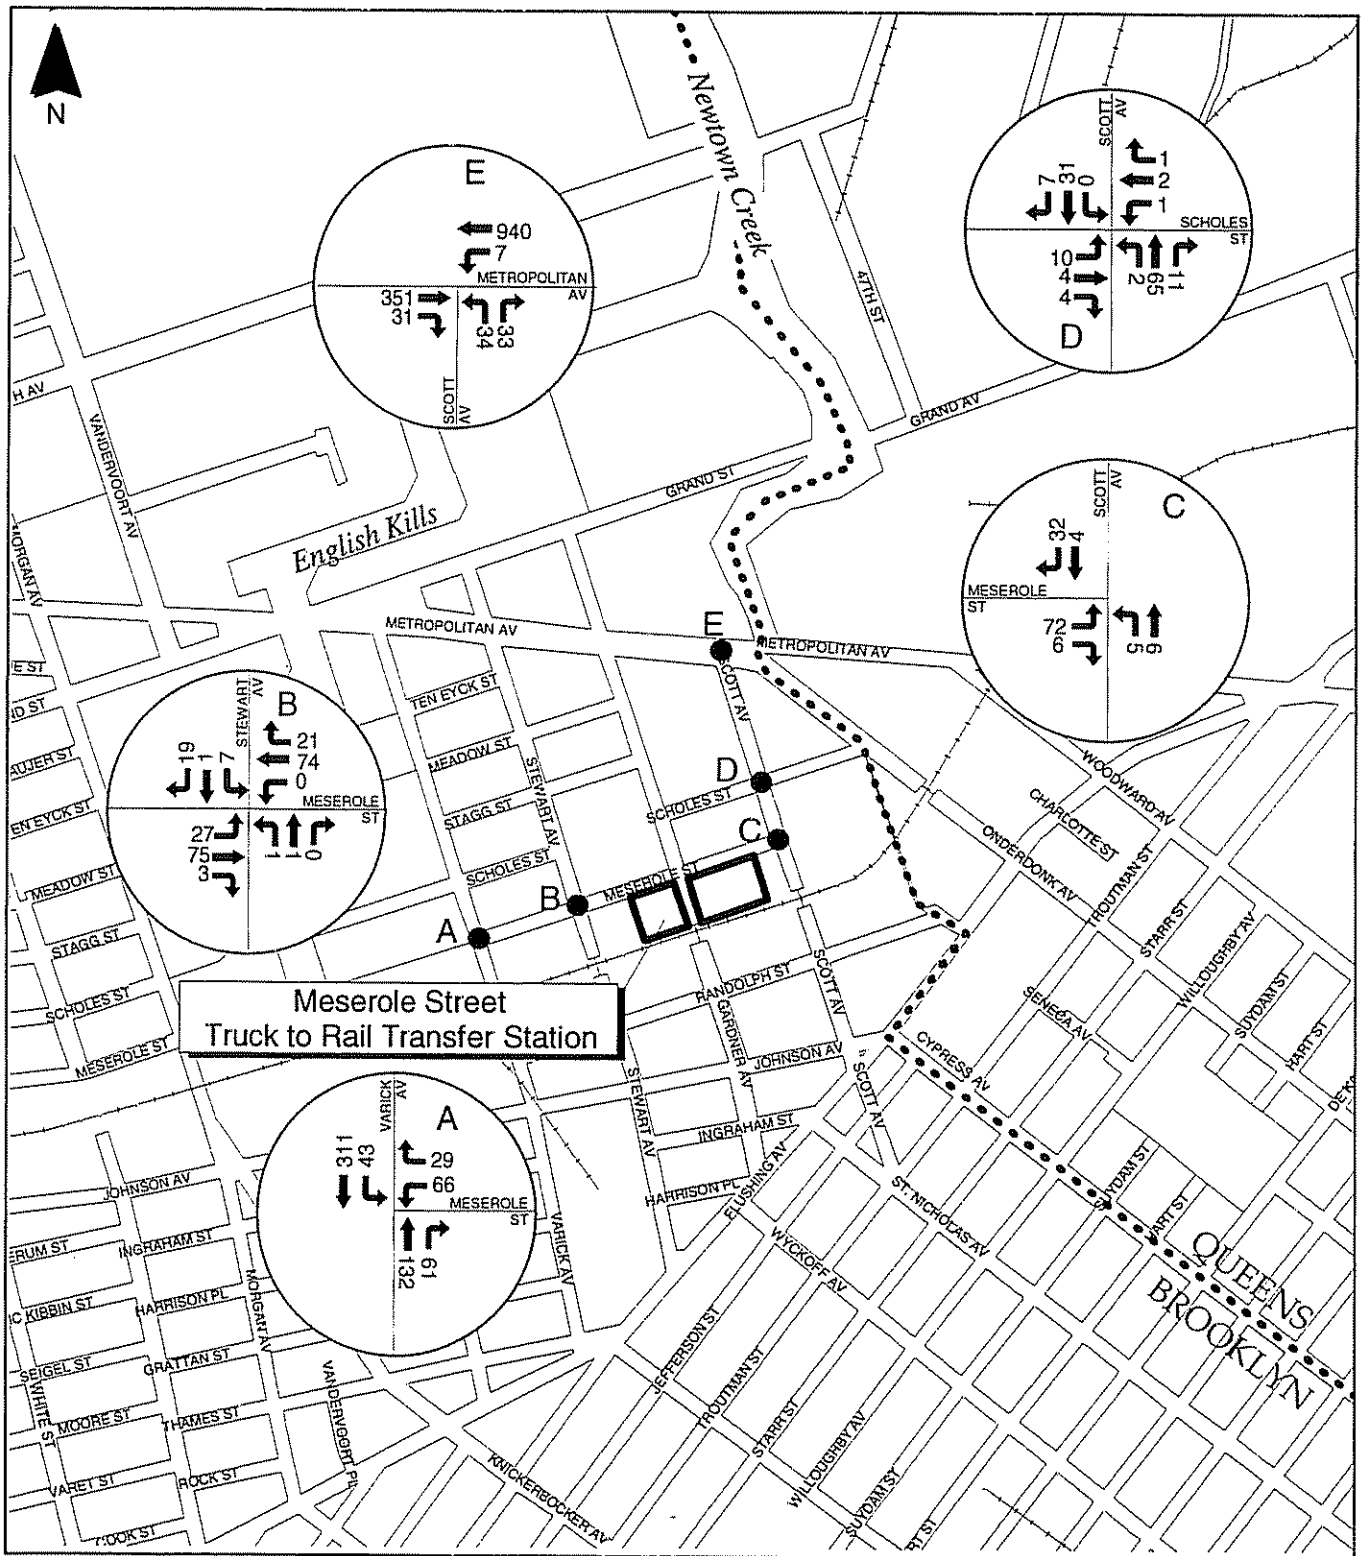 N
Newtown Creek
E
940
7
METROPOLITAN
AV
351
31
34
33
SCOTT
AV
SCOTT
AV
7
31
0
1
2
1
SCHOLES
ST
10
4
4
2
65
11
D
47TH ST
GRAND AV
H AV
VANDERVOORT AV
GRAND ST
English Kills
SCOTT
AV
C
32
4
MESEROLE
ST
72
6
5
6
METROPOLITAN AV
E
METROPOLITAN AV
SCOTT AV
TEN EYCK ST
MEADOW ST
STAGG ST
STEWART AV
SCHOLES ST
D
SCHOLES ST
C
MESEROLE ST
B
A
STEWART
AV
B
19
1
7
21
74
0
MESEROLE
ST
27
75
3
1
1
0
MEADOW ST
STAGG ST
SCHOLES ST
MESEROLE ST
WOODWARD AV
CHARLOTTE ST
ONDERDONK AV
TROUTMAN ST
STARR ST
WILLOUGHBY AV
SUYDAM ST
HART ST
SENECA AV
CYPRESS AV
Meserole Street
Truck to Rail Transfer Station
RANDOLPH ST
SCOTT AV
GARDNER AV
JOHNSON AV
SCOTT AV
STEWART AV
INGRAHAM ST
HARRISON PL
FLUSHING AV
ST. NICHOLAS AV
WYCKOFF AV
VARICK
AV
A
311
43
29
66
MESEROLE
ST
132
61
VARICK AV
JOHNSON AV
INGRAHAM ST
HARRISON PL
MORGAN AV
GRATTAN ST
SEIGEL ST
WHITE ST
MOORE ST
THAMES ST
VANDERVOORT PL
VARET ST
ROCK ST
KNICKERBOCKER AV
JEFFERSON ST
TROUTMAN ST
STARR ST
WILLOUGHBY AV
SUYDAM ST
QUEENS
BROOKLYN